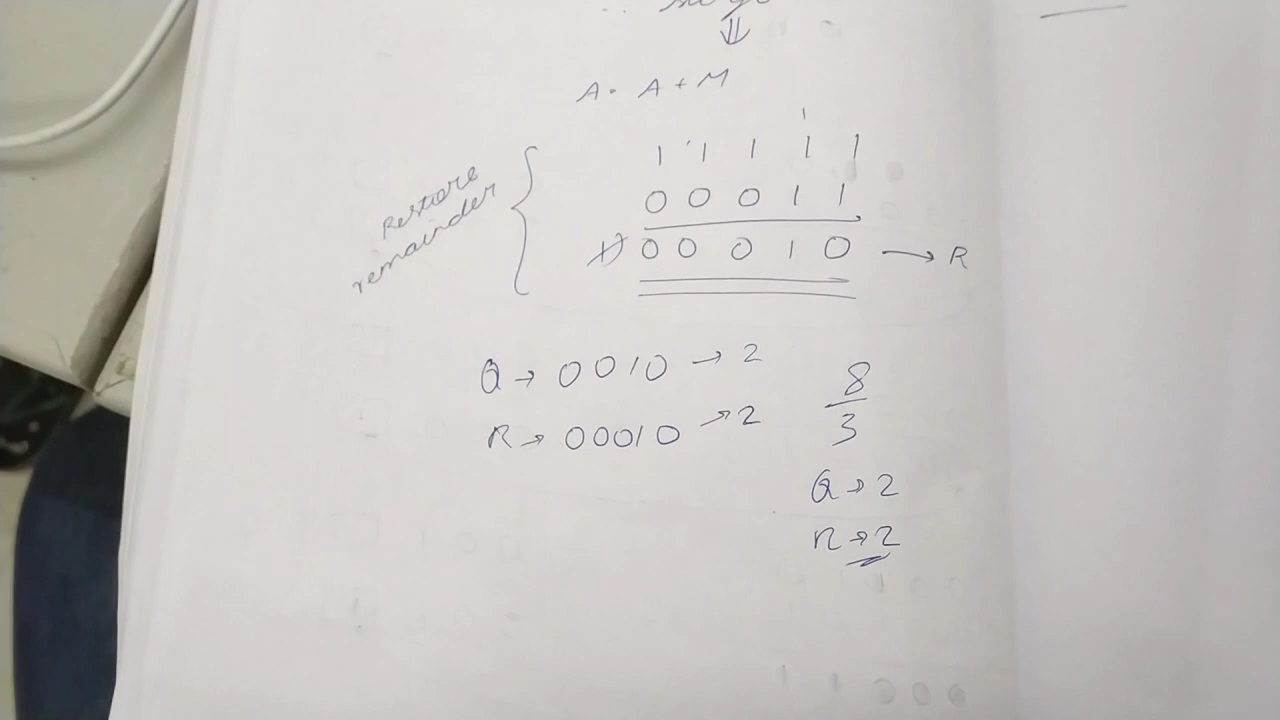 A = A + M
1
1 1 1 1 1
0 0 0 1 1
1) 0 0 0 1 0 → R
Restore
remainder
Q → 0010 → 2
R → 00010 → 2
8
3
Q → 2
R → 2